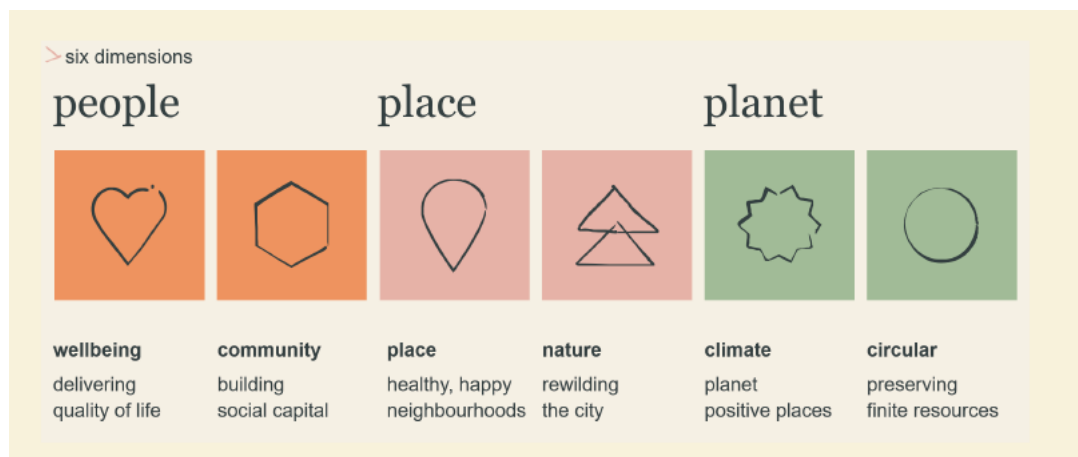 six dimensions
people
place
planet
wellbeing
delivering
quality of life
community
building
social capital
place
healthy, happy
neighbourhoods
nature
rewilding
the city
climate
planet
positive places
circular
preserving
finite resources